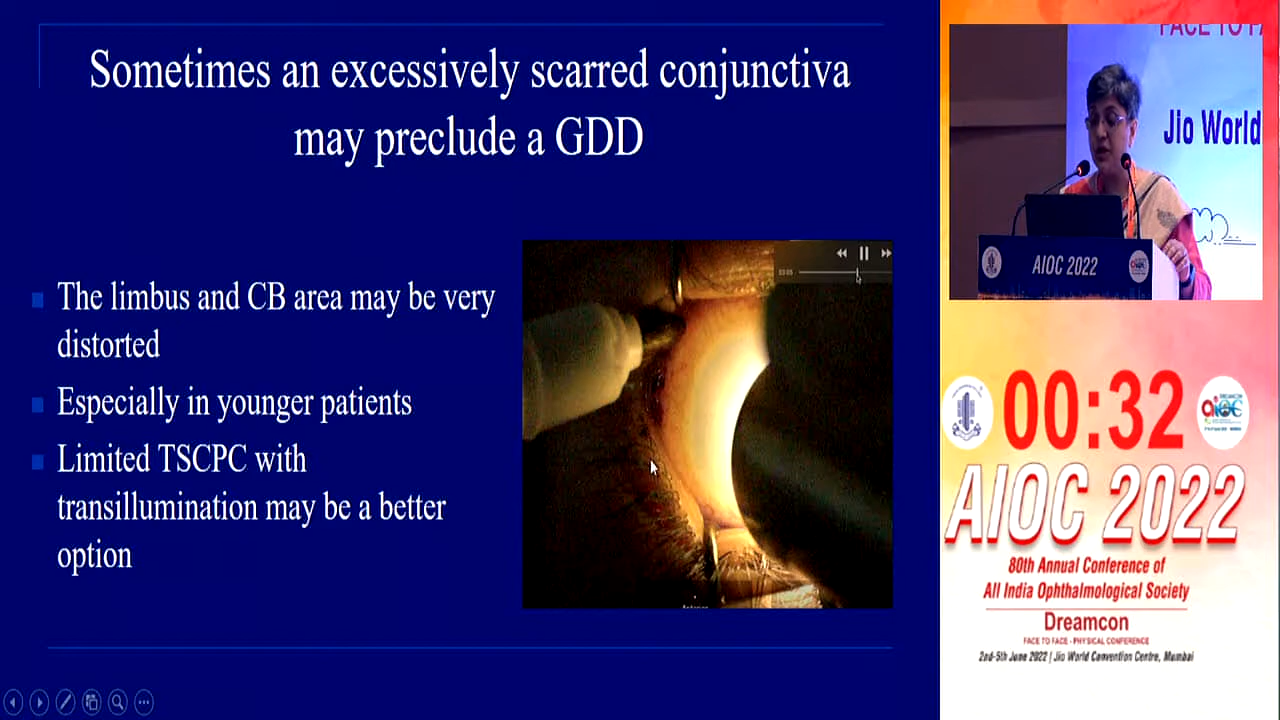 Sometimes an excessively scarred conjunctiva
may preclude a GDD
The limbus and CB area may be very
distorted
Especially in younger patients
Limited TSCPC with
transillumination may be a better
option
Jio World
AIOC 2022
00:32
AIOC 2022
80th Annual Conference of
All India Ophthalmological Society
Dreamcon
FACE TO FACE - PHYSICAL CONFERENCE
2nd-5th June 2022 | Jio World Convention Centre, Mumbai